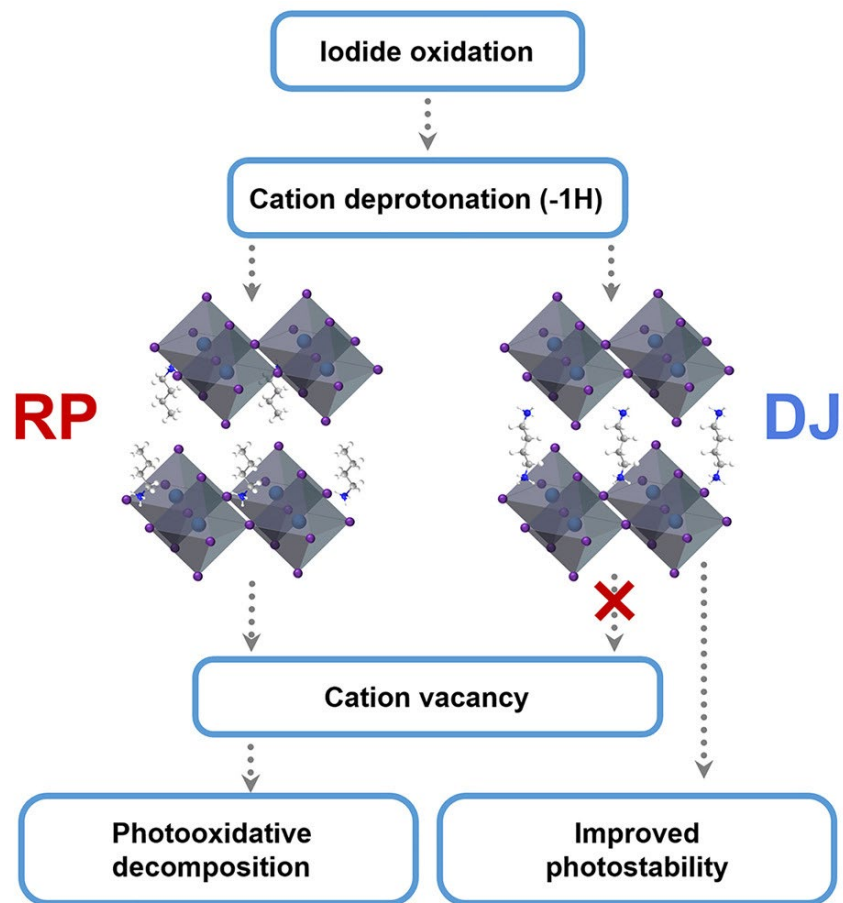 Iodide oxidation
Cation deprotonation (-1H)
RP
DJ
Cation vacancy
Photooxidative
decomposition
Improved
photostability